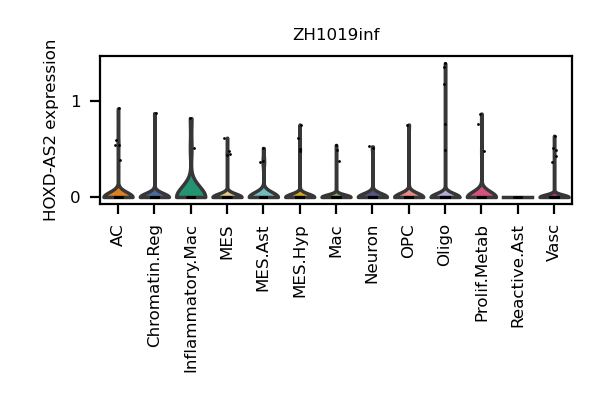 ZH1019inf
HOXD-AS2 expression
1
0
AC
Chromatin.Reg
Inflammatory.Mac
MES
MES.Ast
MES.Hyp
Mac
Neuron
OPC
Oligo
Prolif.Metab
Reactive.Ast
Vasc